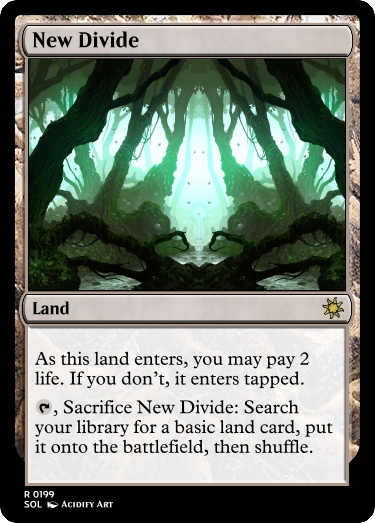 New Divide
Land
As this land enters, you may pay 2
life. If you don't, it enters tapped.
, Sacrifice New Divide: Search
your library for a basic land card, put
it onto the battlefield, then shuffle.
R 0199
SOL Acidify Art